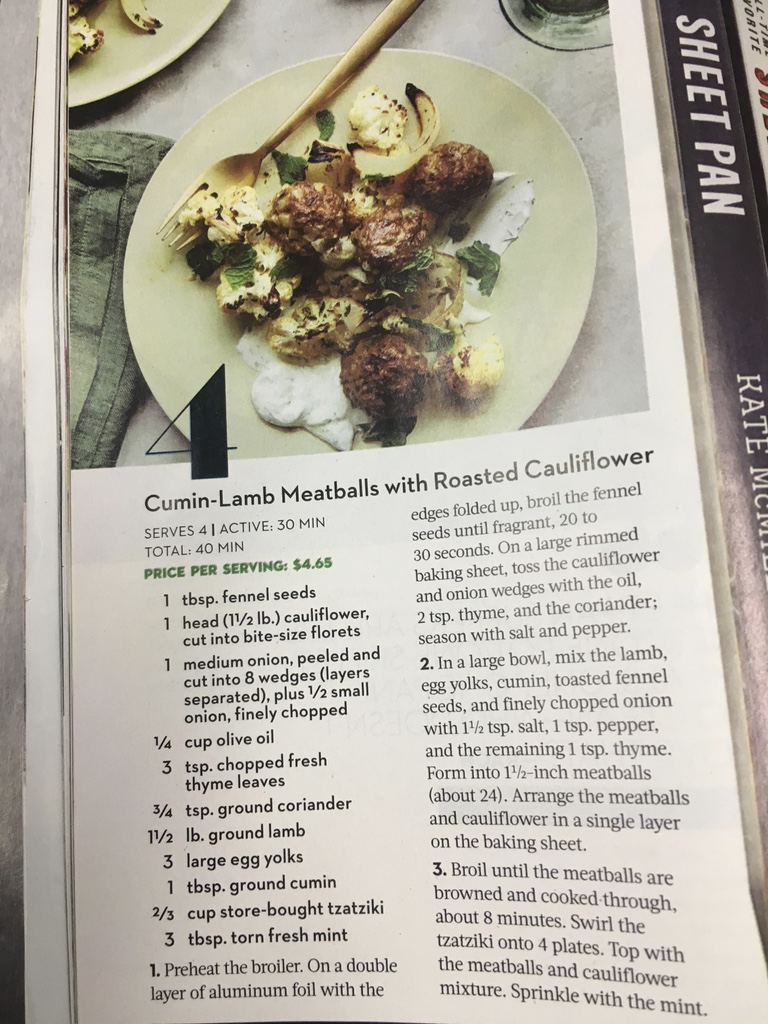 4
Cumin-Lamb Meatballs with Roasted Cauliflower
SERVES 4 | ACTIVE: 30 MIN
TOTAL: 40 MIN
PRICE PER SERVING: $4.65
1 tbsp. fennel seeds
1 head (1½ lb.) cauliflower,
cut into bite-size florets
1 medium onion, peeled and
cut into 8 wedges (layers
separated), plus ½ small
onion, finely chopped
¼ cup olive oil
3 tsp. chopped fresh
thyme leaves
¾ tsp. ground coriander
1½ lb. ground lamb
3 large egg yolks
1 tbsp. ground cumin
⅔ cup store-bought tzatziki
3 tbsp. torn fresh mint
1. Preheat the broiler. On a double
layer of aluminum foil with the
edges folded up, broil the fennel
seeds until fragrant, 20 to
30 seconds. On a large rimmed
baking sheet, toss the cauliflower
and onion wedges with the oil,
2 tsp. thyme, and the coriander;
season with salt and pepper.
2. In a large bowl, mix the lamb,
egg yolks, cumin, toasted fennel
seeds, and finely chopped onion
with 1½ tsp. salt, 1 tsp. pepper,
and the remaining 1 tsp. thyme.
Form into 1½-inch meatballs
(about 24). Arrange the meatballs
and cauliflower in a single layer
on the baking sheet.
3. Broil until the meatballs are
browned and cooked through,
about 8 minutes. Swirl the
tzatziki onto 4 plates. Top with
the meatballs and cauliflower
mixture. Sprinkle with the mint.
SHEET PAN
KATE